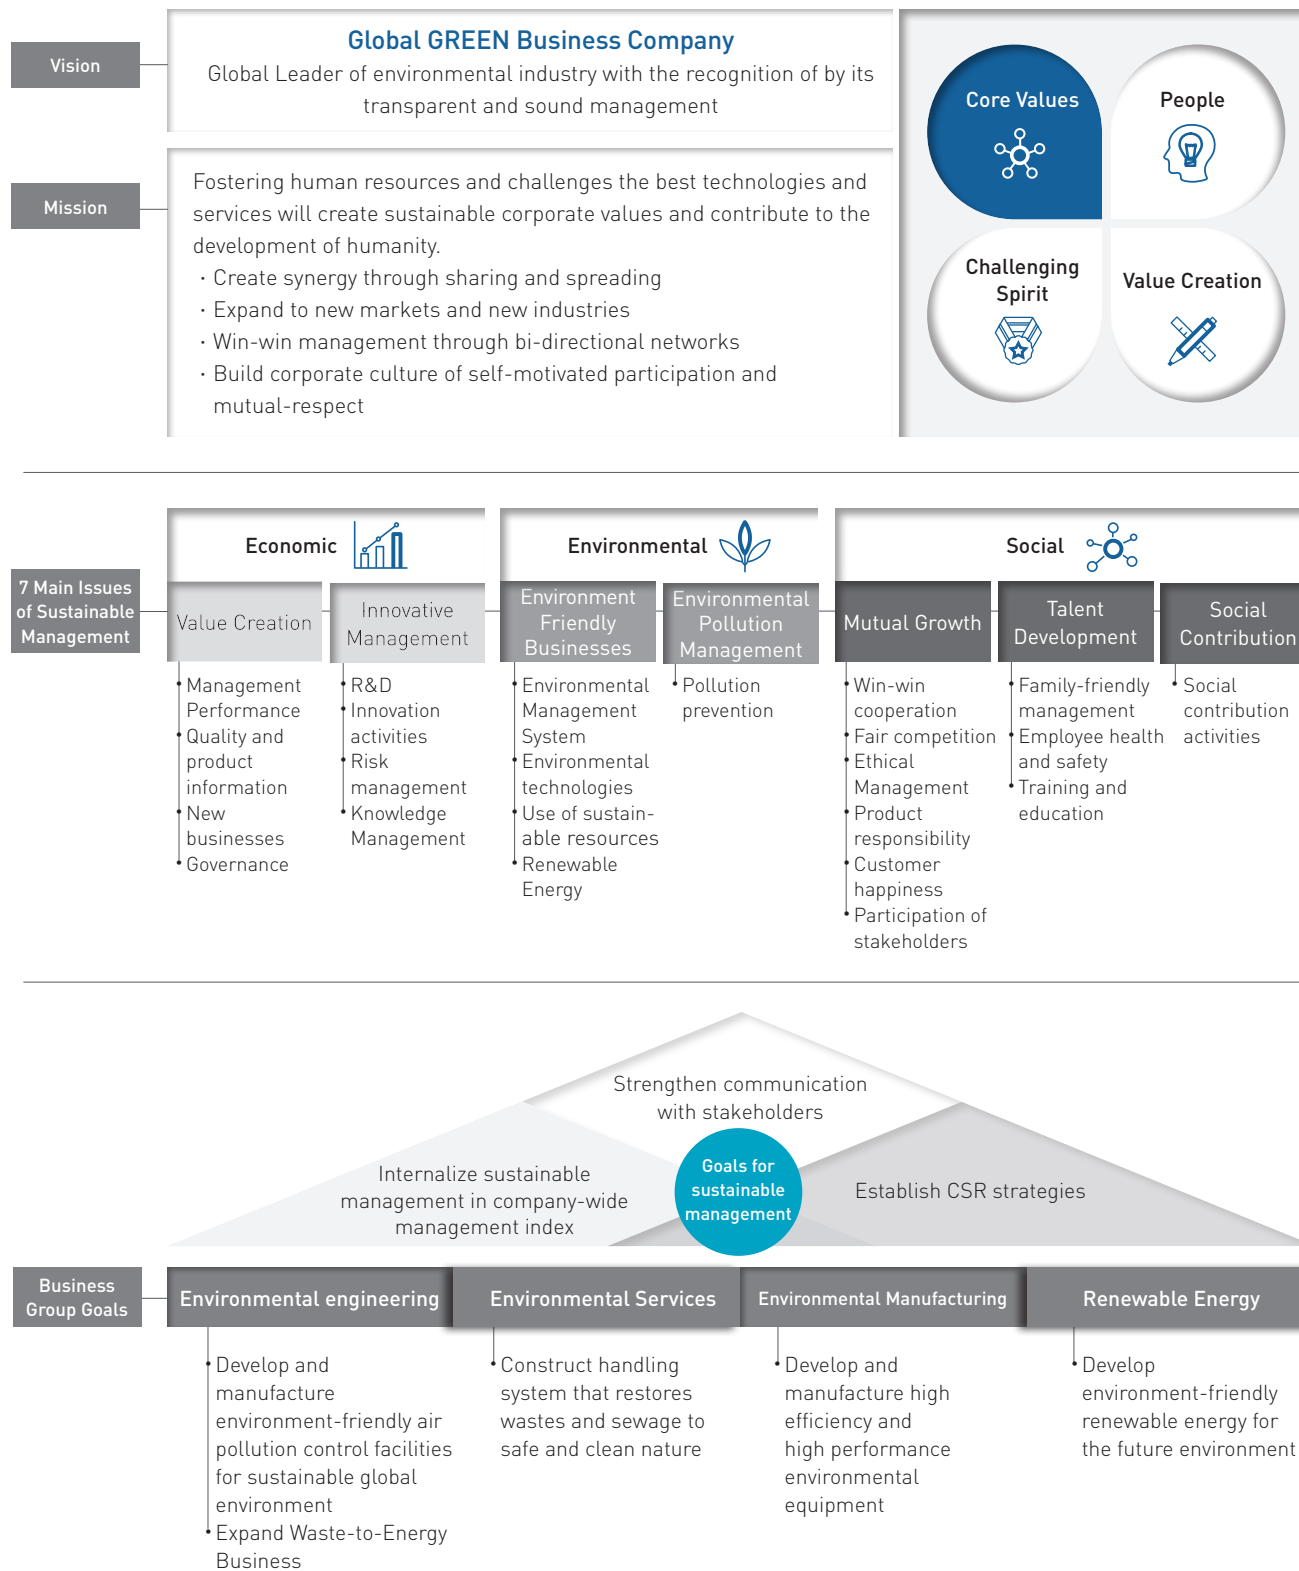 Vision
Global GREEN Business Company
Global Leader of environmental industry with the recognition of by its
transparent and sound management
Mission
Fostering human resources and challenges the best technologies and
services will create sustainable corporate values and contribute to the
development of humanity.
· Create synergy through sharing and spreading
· Expand to new markets and new industries
· Win-win management through bi-directional networks
· Build corporate culture of self-motivated participation and
mutual-respect
Core Values
People
Challenging
Spirit
Value Creation
7 Main Issues
of Sustainable
Management
Economic
Value Creation
• Management
Performance
• Quality and
product
information
• New
businesses
• Governance
Innovative
Management
• R&D
• Innovation
activities
• Risk
management
• Knowledge
Management
Environmental
Environment
Friendly
Businesses
• Environmental
Management
System
• Environmental
technologies
• Use of sustain-
able resources
• Renewable
Energy
Environmental
Pollution
Management
• Pollution
prevention
Social
Mutual Growth
• Win-win
cooperation
• Fair competition
• Ethical
Management
• Product
responsibility
• Customer
happiness
• Participation of
stakeholders
Talent
Development
• Family-friendly
management
• Employee health
and safety
• Training and
education
Social
Contribution
• Social
contribution
activities
Strengthen communication
with stakeholders
Internalize sustainable
management in company-wide
management index
Goals for
sustainable
management
Establish CSR strategies
Business
Group Goals
Environmental engineering
• Develop and
manufacture
environment-friendly air
pollution control facilities
for sustainable global
environment
• Expand Waste-to-Energy
Business
Environmental Services
• Construct handling
system that restores
wastes and sewage to
safe and clean nature
Environmental Manufacturing
• Develop and
manufacture high
efficiency and
high performance
environmental
equipment
Renewable Energy
• Develop
environment-friendly
renewable energy for
the future environment